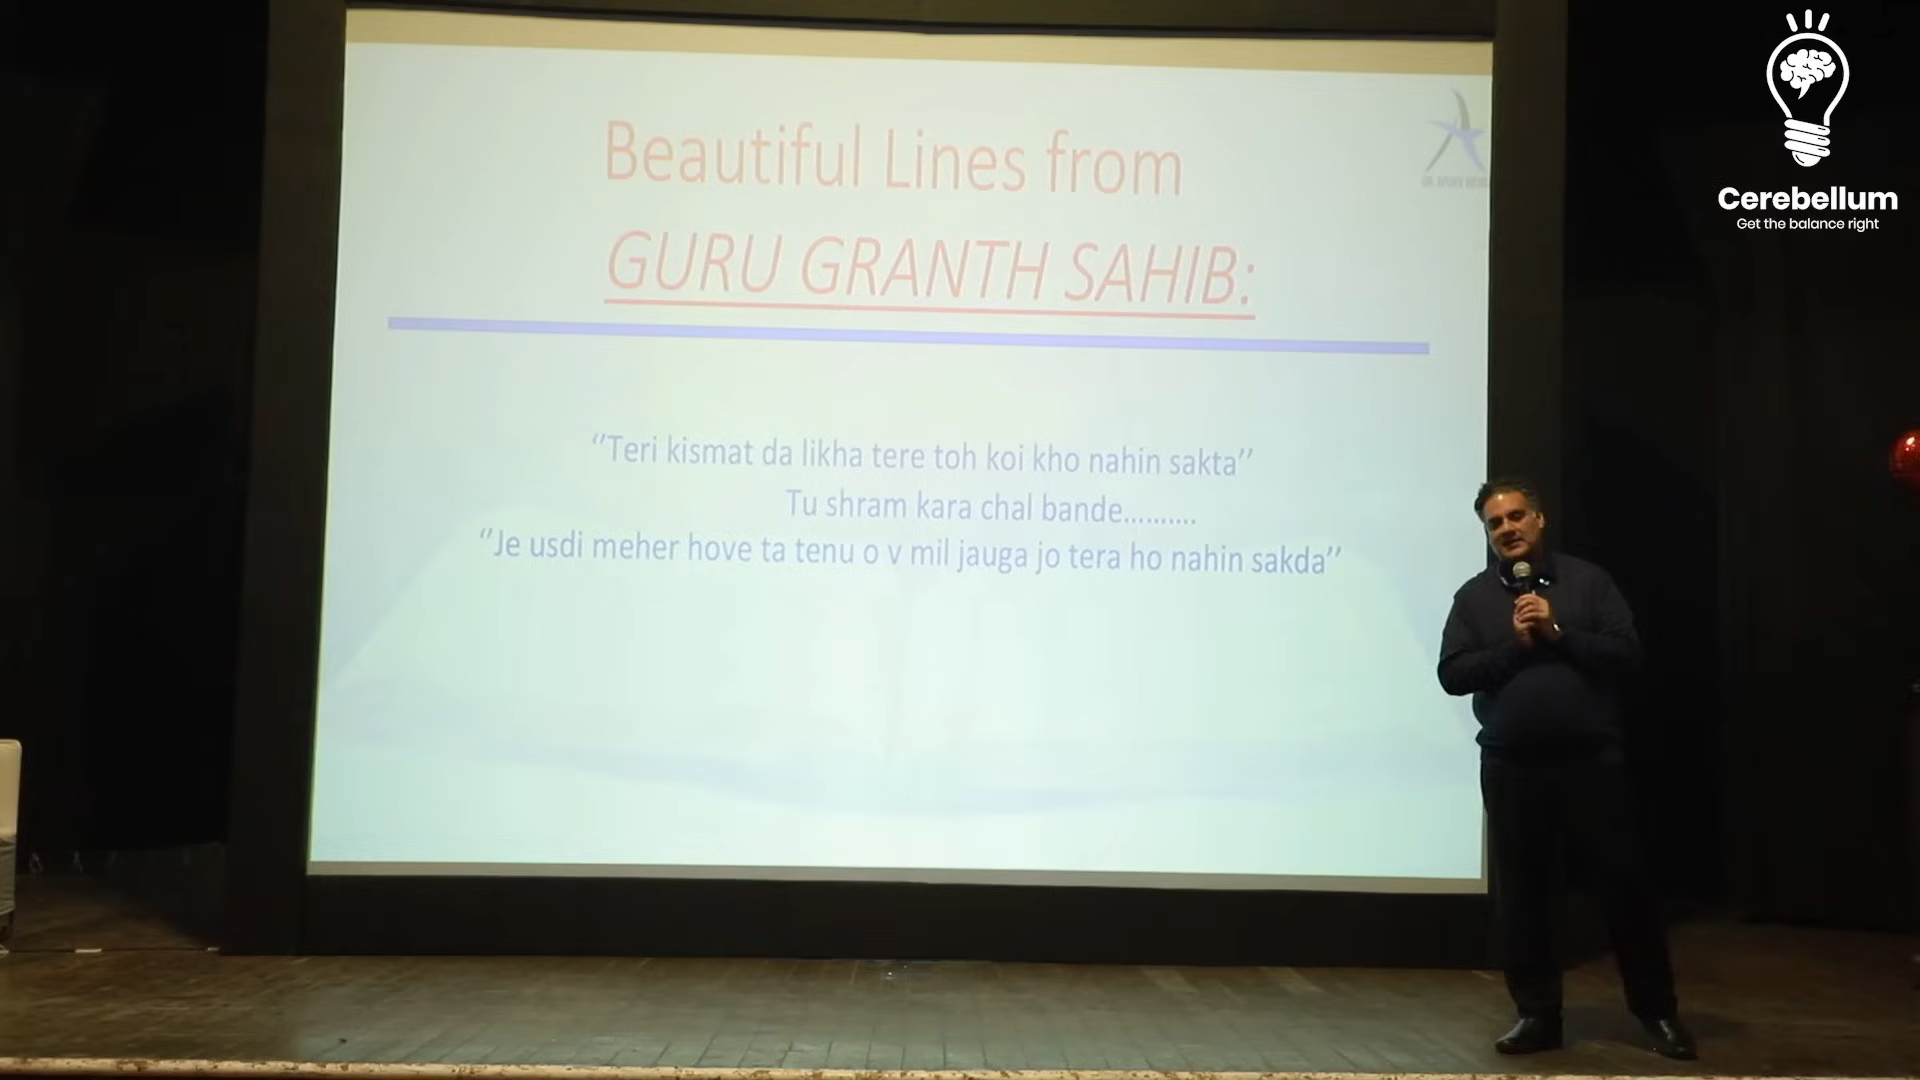 Beautiful Lines from
GURU GRANTH SAHIB:
‘’Teri kismat da likha tere toh koi kho nahin sakta’’
Tu shram kara chal bande..........
‘’Je usdi meher hove ta tenu o v mil jauga jo tera ho nahin sakda’’
Cerebellum
Get the balance right